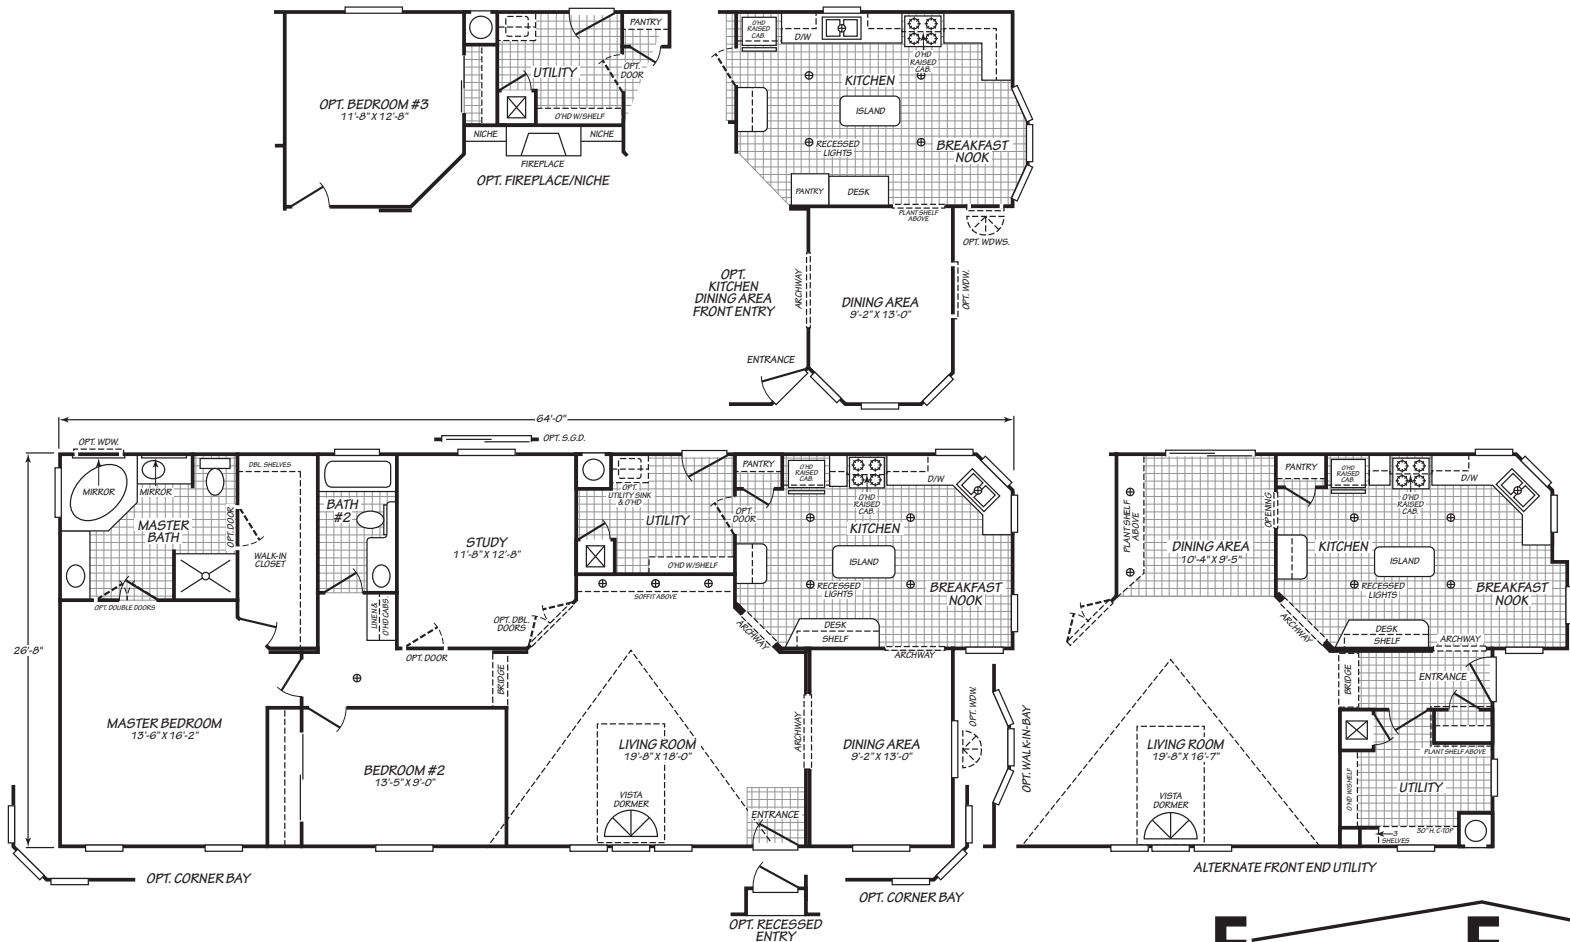 OPT. BEDROOM #3
11'-8" X 12'-8"
UTILITY
O'HD W/SHELF
PANTRY
OPT.
DOOR
NICHE
NICHE
FIREPLACE
OPT. FIREPLACE/NICHE
O'HD
RAISED
CAB.
D/W
O'HD
RAISED
CAB.
KITCHEN
ISLAND
RECESSED
LIGHTS
BREAKFAST
NOOK
PANTRY
DESK
PLANT SHELF
ABOVE
OPT. WDWS.
OPT.
KITCHEN
DINING AREA
FRONT ENTRY
ARCHWAY
DINING AREA
9'-2" X 13'-0"
OPT. WDW.
ENTRANCE
64'-0"
26'-8"
OPT. WDW.
MIRROR
MIRROR
MASTER
BATH
OPT. DOOR
OPT. DOUBLE DOORS
DBL. SHELVES
WALK-IN
CLOSET
BATH
#2
LINEN &
O'HD CABS
OPT. S.G.D.
STUDY
11'-8" X 12'-8"
OPT. DBL.
DOORS
OPT. DOOR
OPT.
UTILITY SINK
& O'HD
UTILITY
O'HD W/SHELF
OPT.
DOOR
SOFFIT ABOVE
PANTRY
O'HD
RAISED
CAB.
O'HD
RAISED
CAB.
D/W
KITCHEN
ISLAND
RECESSED
LIGHTS
BREAKFAST
NOOK
DESK
SHELF
ARCHWAY
ARCHWAY
BRIDGE
MASTER BEDROOM
13'-6" X 16'-2"
BEDROOM #2
13'-5" X 9'-0"
LIVING ROOM
19'-8" X 18'-0"
VISTA
DORMER
ENTRANCE
ARCHWAY
DINING AREA
9'-2" X 13'-0"
OPT. WDW.
OPT. WALK-IN-BAY
OPT. CORNER BAY
OPT. CORNER BAY
OPT. RECESSED
ENTRY
PLANT SHELF
ABOVE
DINING AREA
10'-4" X 9'-5"
OPENING
PANTRY
O'HD
RAISED
CAB.
O'HD
RAISED
CAB.
D/W
KITCHEN
ISLAND
RECESSED
LIGHTS
BREAKFAST
NOOK
DESK
SHELF
ARCHWAY
ARCHWAY
BRIDGE
ENTRANCE
PLANT SHELF ABOVE
LIVING ROOM
19'-8" X 16'-7"
VISTA
DORMER
UTILITY
O'HD W/SHELF
30" H. C-TOP
3
SHELVES
ALTERNATE FRONT END UTILITY